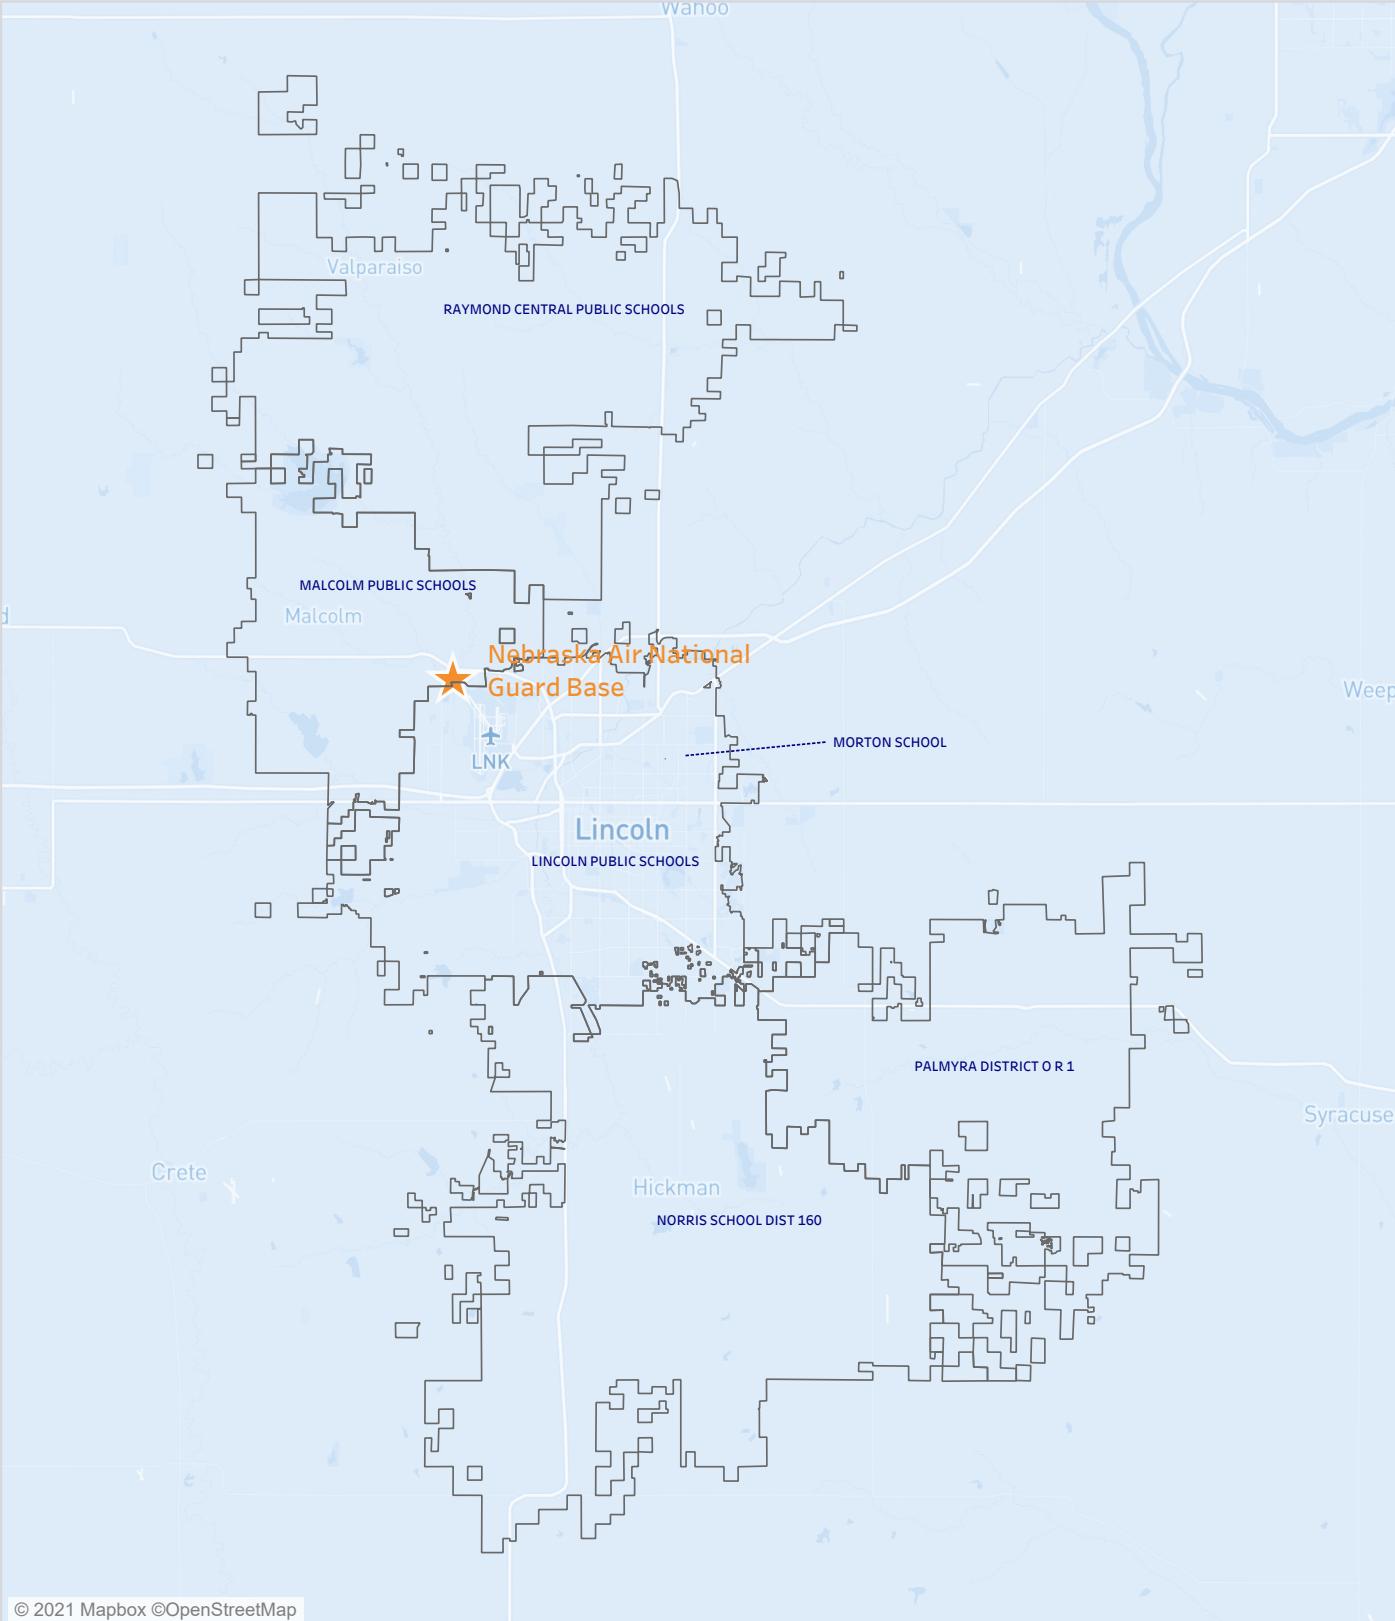 Wahoo
Valparaiso
RAYMOND CENTRAL PUBLIC SCHOOLS
MALCOLM PUBLIC SCHOOLS
Malcolm
d
Nebraska Air National
Guard Base
Weep
LNK
MORTON SCHOOL
Lincoln
LINCOLN PUBLIC SCHOOLS
PALMYRA DISTRICT O R 1
Syracuse
Crete
Hickman
NORRIS SCHOOL DIST 160
© 2021 Mapbox ©OpenStreetMap